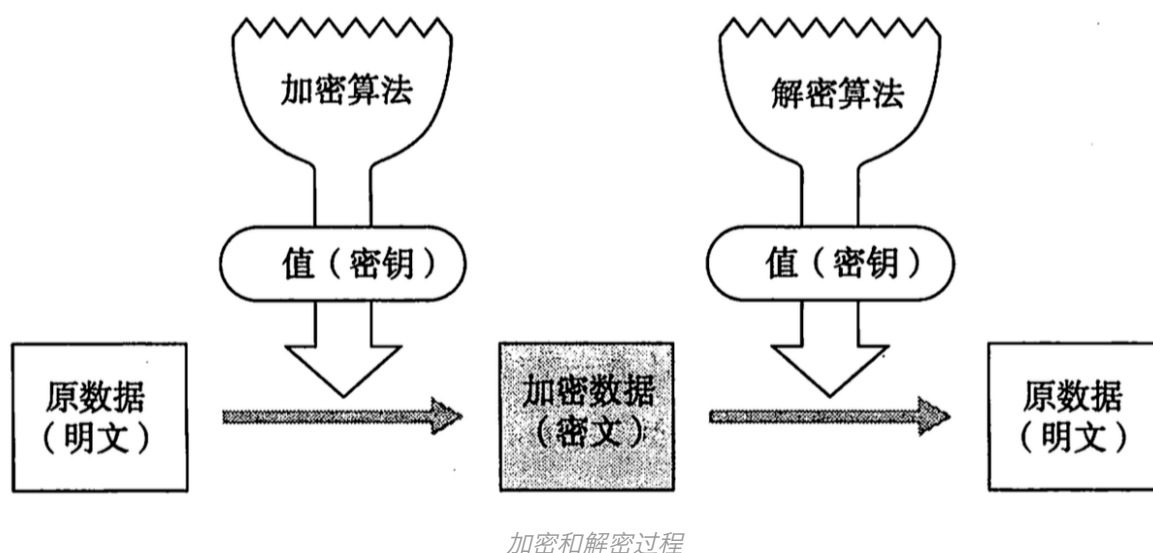 加密算法
解密算法
值（密钥）
值（密钥）
原数据
（明文）
加密数据
（密文）
原数据
（明文）
加密和解密过程